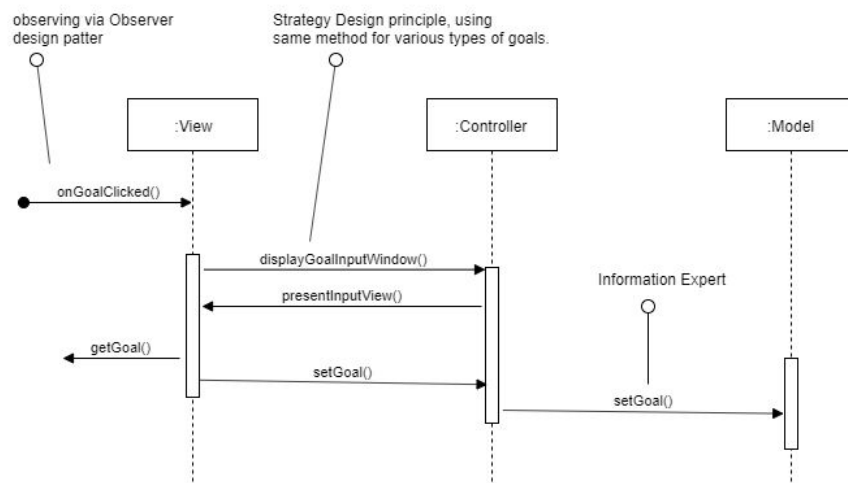 observing via Observer
design patter
Strategy Design principle, using
same method for various types of goals.
:View
:Controller
:Model
onGoalClicked()
displayGoalInputWindow()
Information Expert
presentInputView()
getGoal()
setGoal()
setGoal()